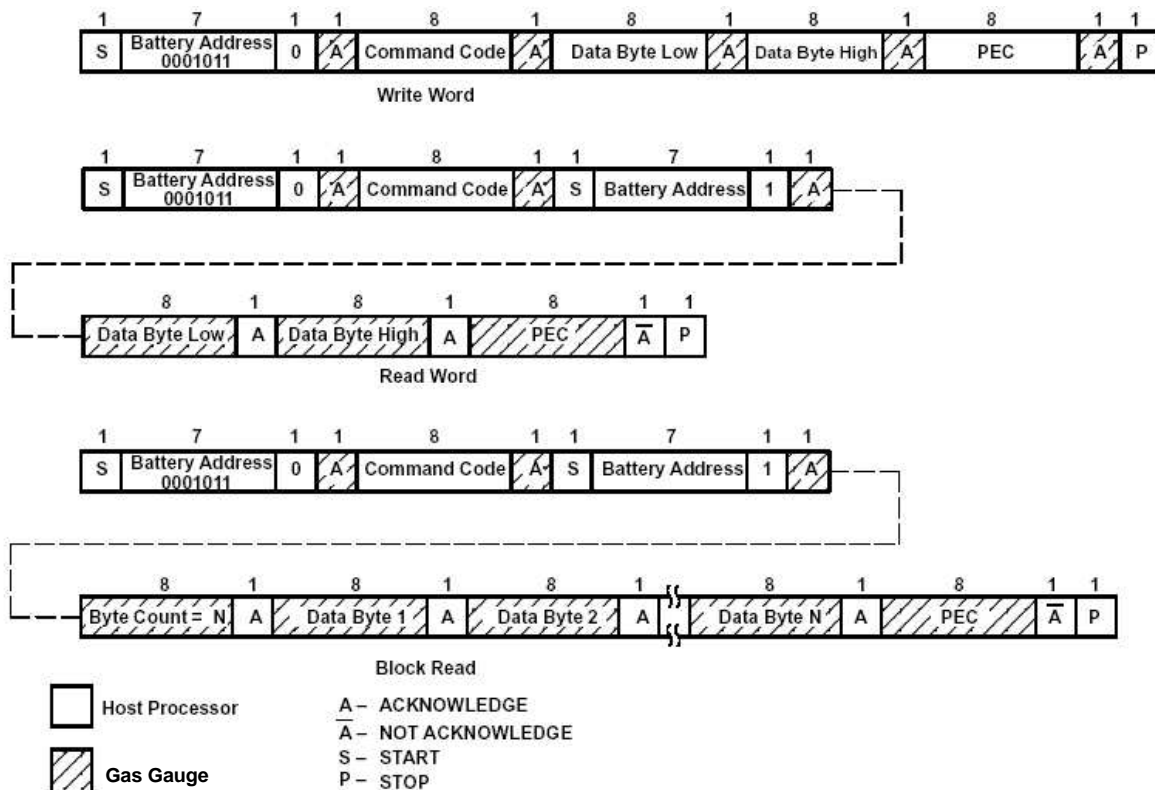 1 7 1 1 8 1 8 1 8 1 8 1 1
S Battery Address 0001011 0 A Command Code A Data Byte Low A Data Byte High A PEC A P
Write Word
1 7 1 1 8 1 1 7 1 1
S Battery Address 0001011 0 A Command Code A S Battery Address 1 A
8 1 8 1 8 1 1
Data Byte Low A Data Byte High A PEC A̅ P
Read Word
1 7 1 1 8 1 1 7 1 1
S Battery Address 0001011 0 A Command Code A S Battery Address 1 A
8 1 8 1 8 1 8 1 8 1 1
Byte Count = N A Data Byte 1 A Data Byte 2 A Data Byte N A PEC A̅ P
Block Read
Host Processor
Gas Gauge
A – ACKNOWLEDGE
A̅ – NOT ACKNOWLEDGE
S – START
P – STOP